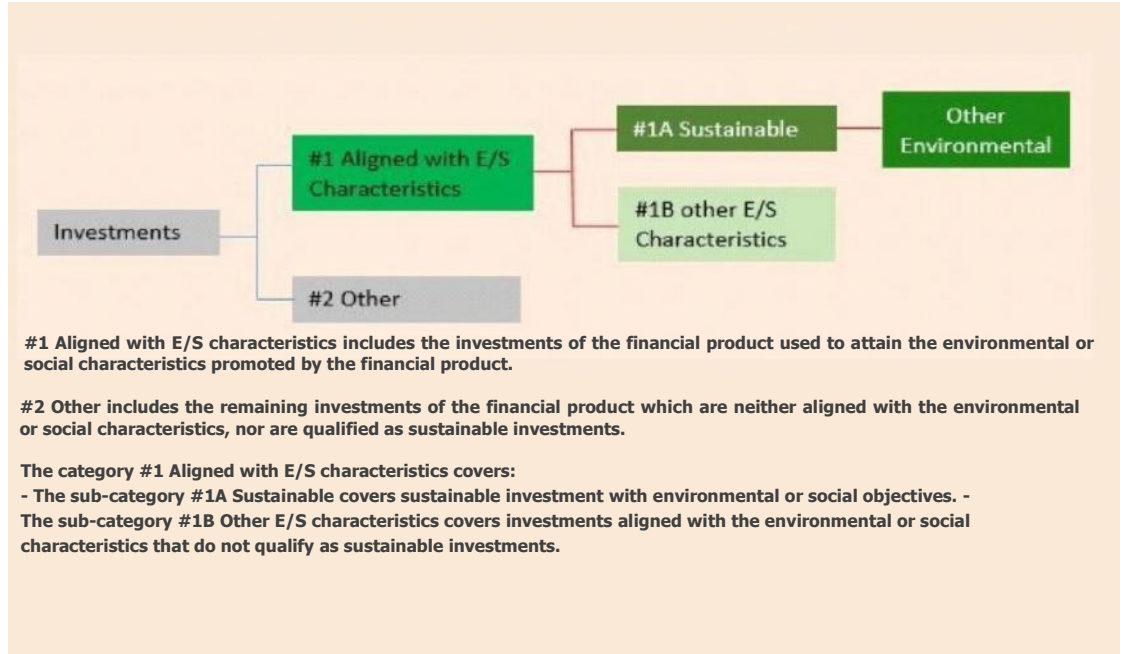 Other
Environmental
#1A Sustainable
#1 Aligned with E/S
Characteristics
#1B other E/S
Characteristics
Investments
#2 Other
#1 Aligned with E/S characteristics includes the investments of the financial product used to attain the environmental or
social characteristics promoted by the financial product.
#2 Other includes the remaining investments of the financial product which are neither aligned with the environmental
or social characteristics, nor are qualified as sustainable investments.
The category #1 Aligned with E/S characteristics covers:
- The sub-category #1A Sustainable covers sustainable investment with environmental or social objectives. -
The sub-category #1B Other E/S characteristics covers investments aligned with the environmental or social
characteristics that do not qualify as sustainable investments.